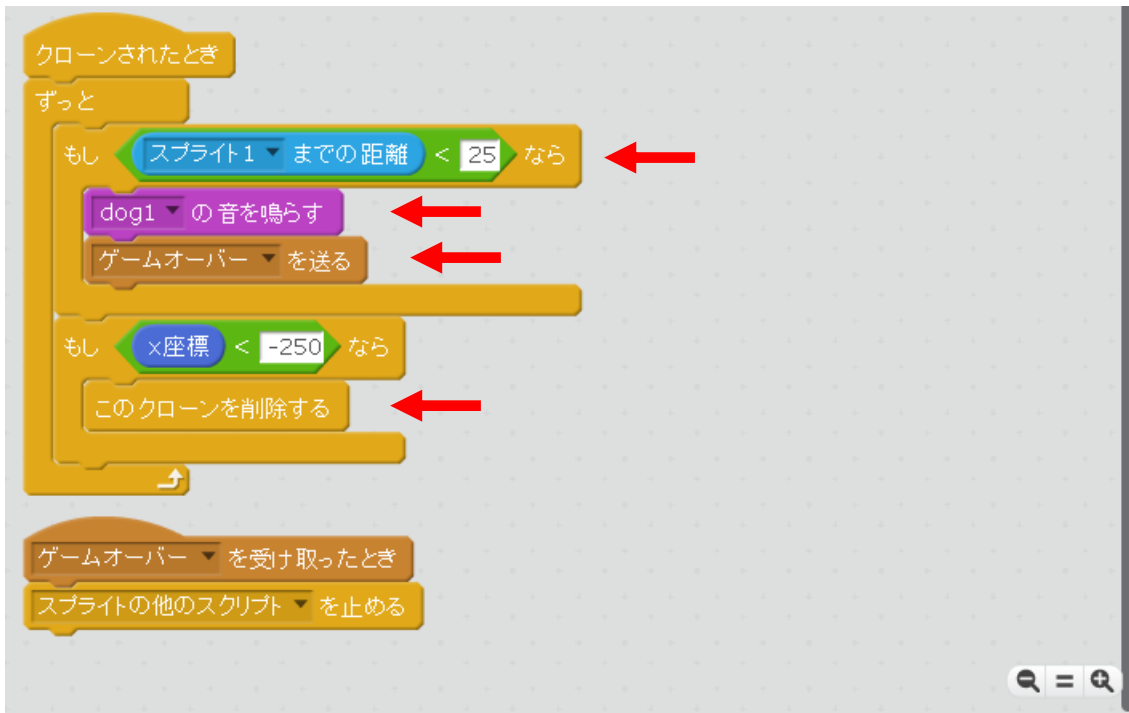 クローンされたとき
ずっと
もし スプライト1 までの距離 < 25 なら
dog1 の音を鳴らす
ゲームオーバー を送る
もし x座標 < -250 なら
このクローンを削除する
ゲームオーバー を受け取ったとき
スプライトの他のスクリプト を止める